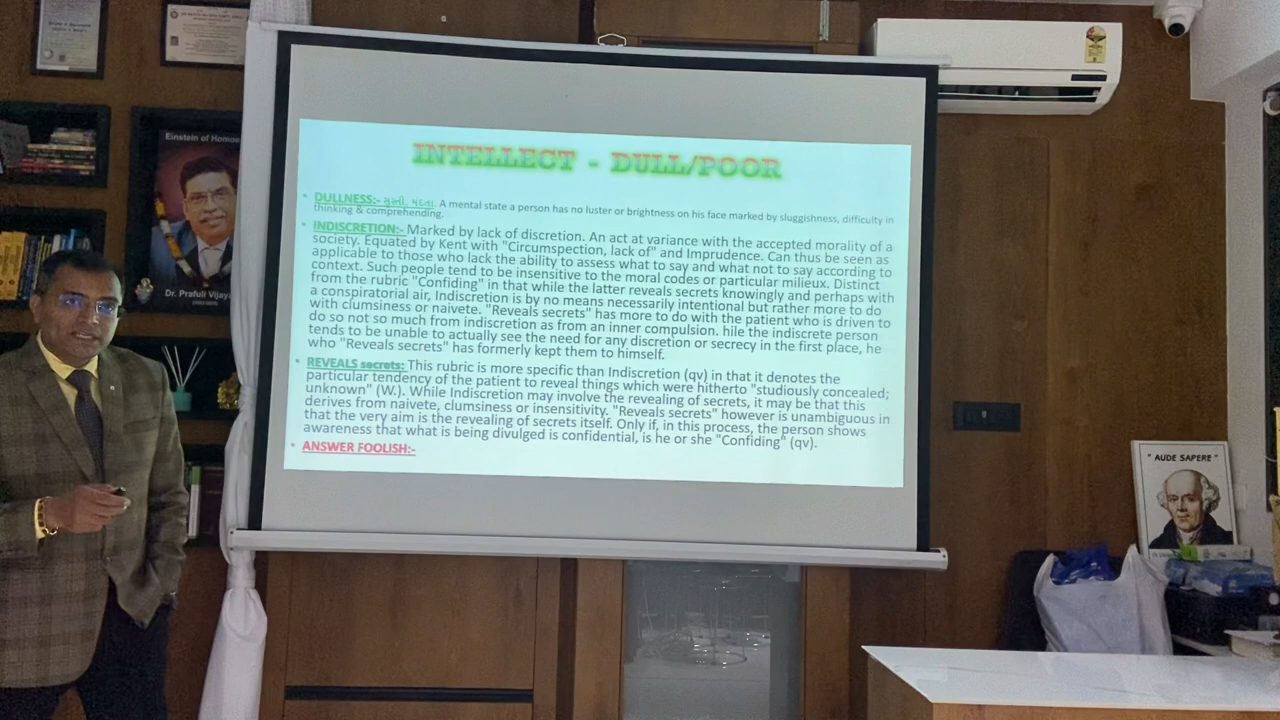 INTELLECT - DULL/POOR
• DULLNESS:- સુસ્તી, મંદતા. A mental state a person has no luster or brightness on his face marked by sluggishness, difficulty in
thinking & comprehending.
• INDISCRETION:- Marked by lack of discretion. An act at variance with the accepted morality of a
society. Equated by Kent with "Circumspection, lack of" and Imprudence. Can thus be seen as
applicable to those who lack the ability to assess what to say and what not to say according to
context. Such people tend to be insensitive to the moral codes or particular milieux. Distinct
from the rubric "Confiding" in that while the latter reveals secrets knowingly and perhaps with
a conspiratorial air, Indiscretion is by no means necessarily intentional but rather more to do
with clumsiness or naivete. "Reveals secrets" has more to do with the patient who is driven to
do so not so much from indiscretion as from an inner compulsion. hile the indiscrete person
tends to be unable to actually see the need for any discretion or secrecy in the first place, he
who "Reveals secrets" has formerly kept them to himself.
• REVEALS secrets: This rubric is more specific than Indiscretion (qv) in that it denotes the
particular tendency of the patient to reveal things which were hitherto "studiously concealed;
unknown" (W.). While Indiscretion may involve the revealing of secrets, it may be that this
derives from naivete, clumsiness or insensitivity. "Reveals secrets" however is unambiguous in
that the very aim is the revealing of secrets itself. Only if, in this process, the person shows
awareness that what is being divulged is confidential, is he or she "Confiding" (qv).
• ANSWER FOOLISH:-
Einstein of Homoe
Dr. Prafull Vijay
" AUDE SAPERE "